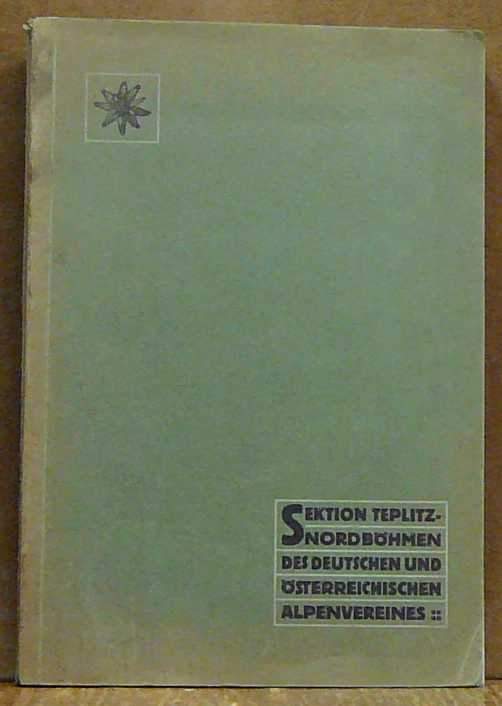 SEKTION TEPLITZ-
NORDBÖHMEN
DES DEUTSCHEN UND
ÖSTERREICHISCHEN
ALPENVEREINES ::